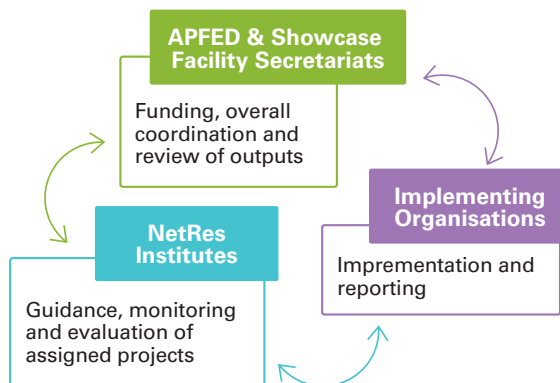 APFED & Showcase
Facility Secretariats
Funding, overall
coordination and
review of outputs
Implementing
Organisations
Imprementation and
reporting
NetRes
Institutes
Guidance, monitoring
and evaluation of
assigned projects